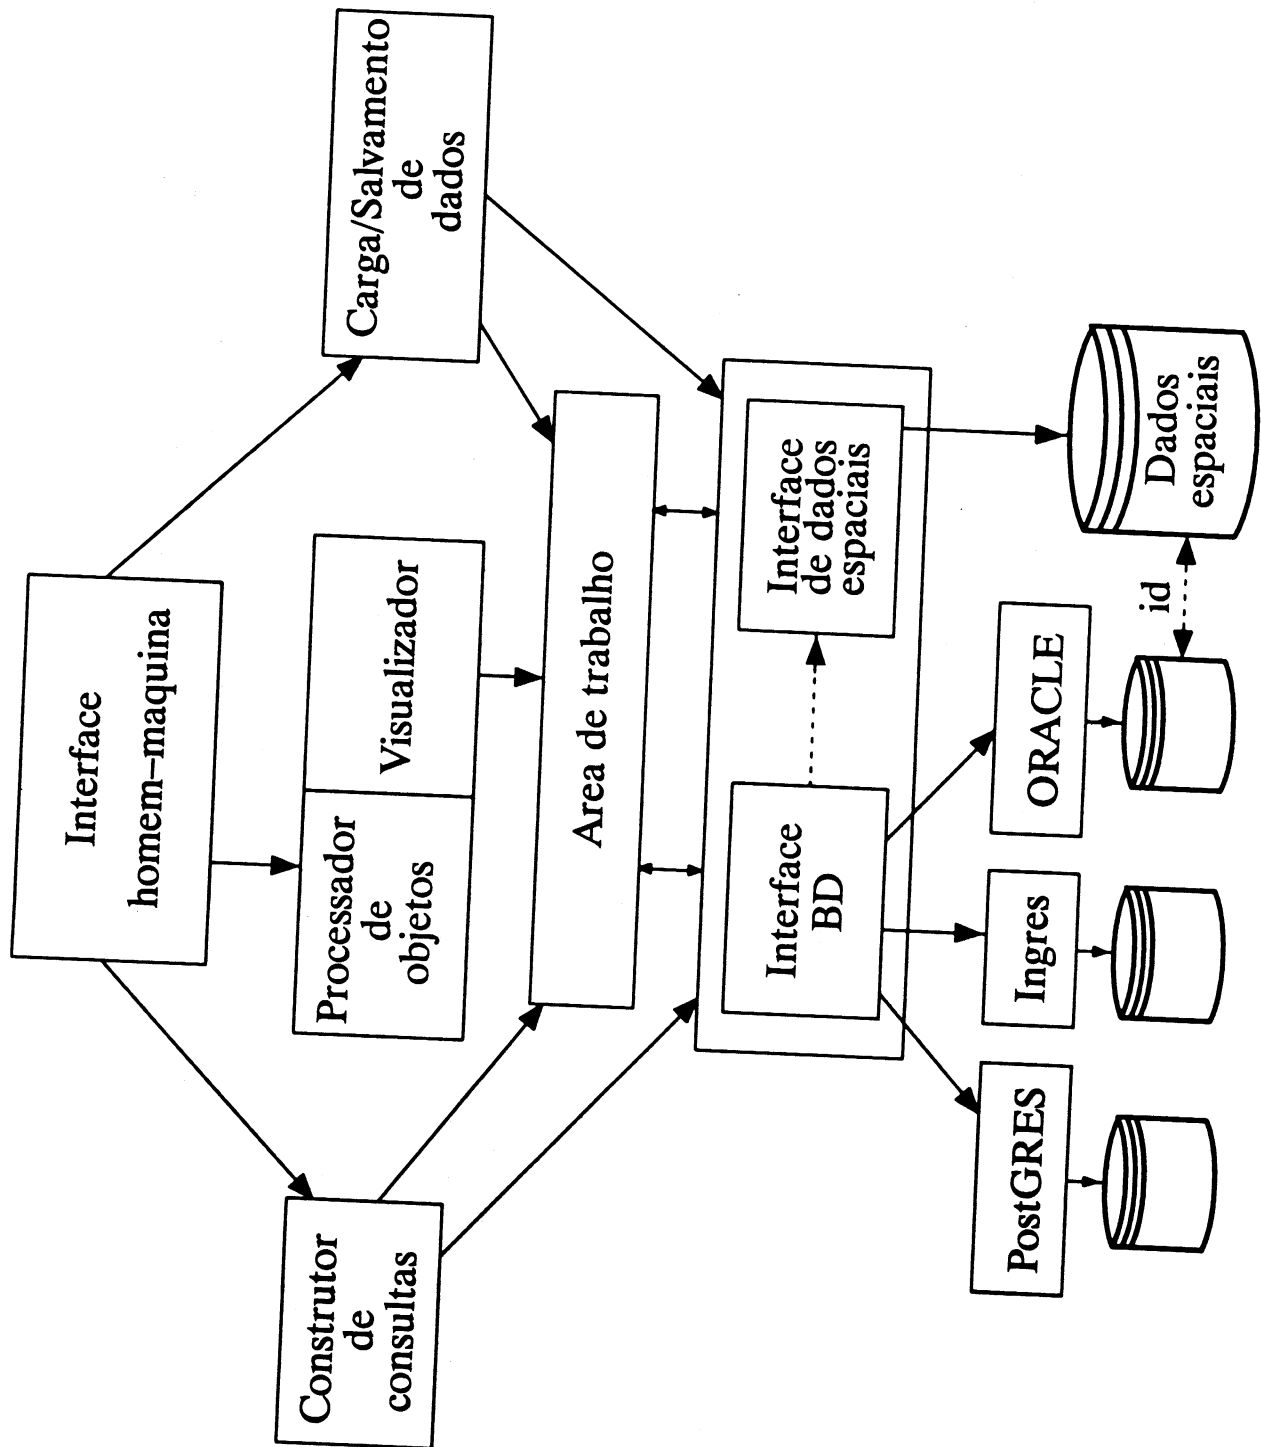 Interface
homem-maquina
Construtor
de
consultas
Processador
de
objetos
Visualizador
Carga/Salvamento
de
dados
Area de trabalho
Interface
BD
Interface
de dados
espaciais
PostGRES
Ingres
ORACLE
id
Dados
espaciais